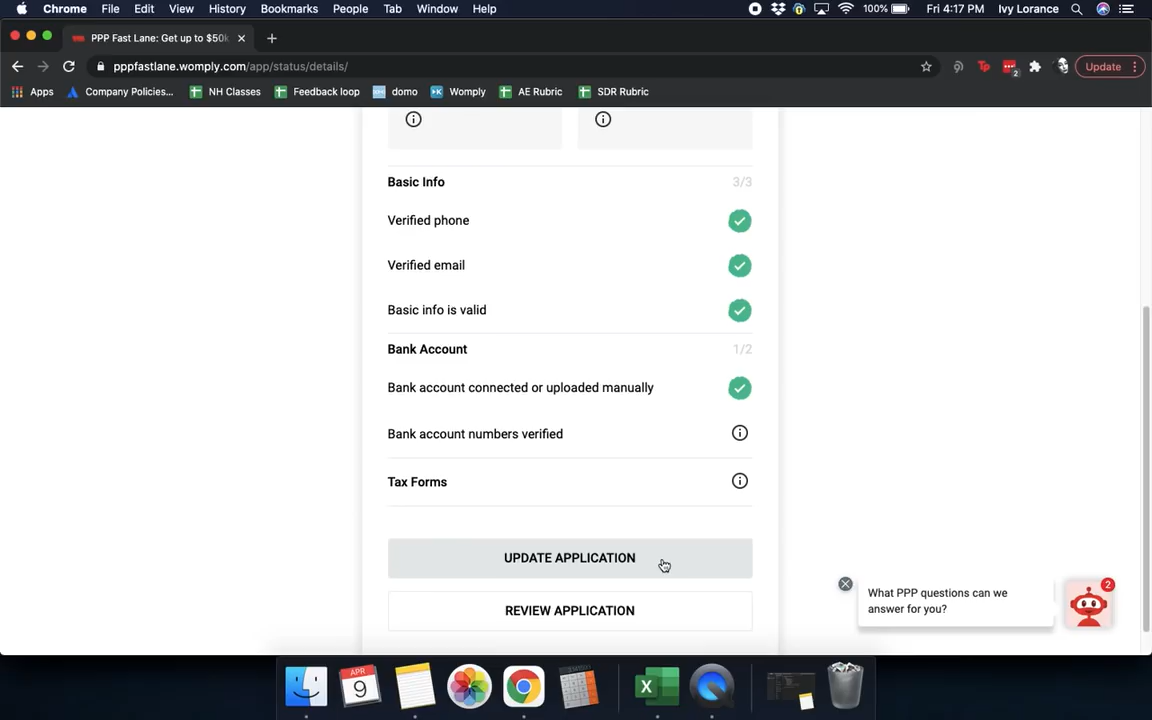 Chrome File Edit View History Bookmarks People Tab Window Help 100% Fri 4:17 PM Ivy Lorance
PPP Fast Lane: Get up to $50k
pppfastlane.womply.com/app/status/details/ 2 Update
Apps Company Policies... NH Classes Feedback loop domo Womply AE Rubric SDR Rubric
Basic Info 3/3
Verified phone
Verified email
Basic info is valid
Bank Account 1/2
Bank account connected or uploaded manually
Bank account numbers verified
Tax Forms
UPDATE APPLICATION
REVIEW APPLICATION
What PPP questions can we
answer for you?
2
APR
9
X